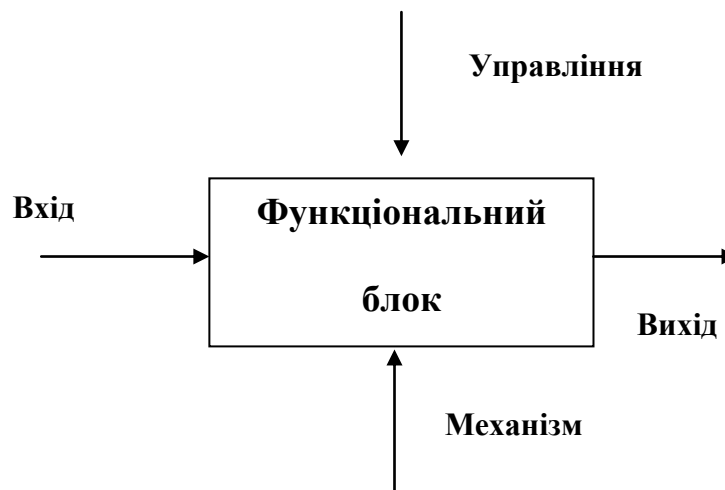 Управління
Вхід
Функціональний
блок
Вихід
Механізм